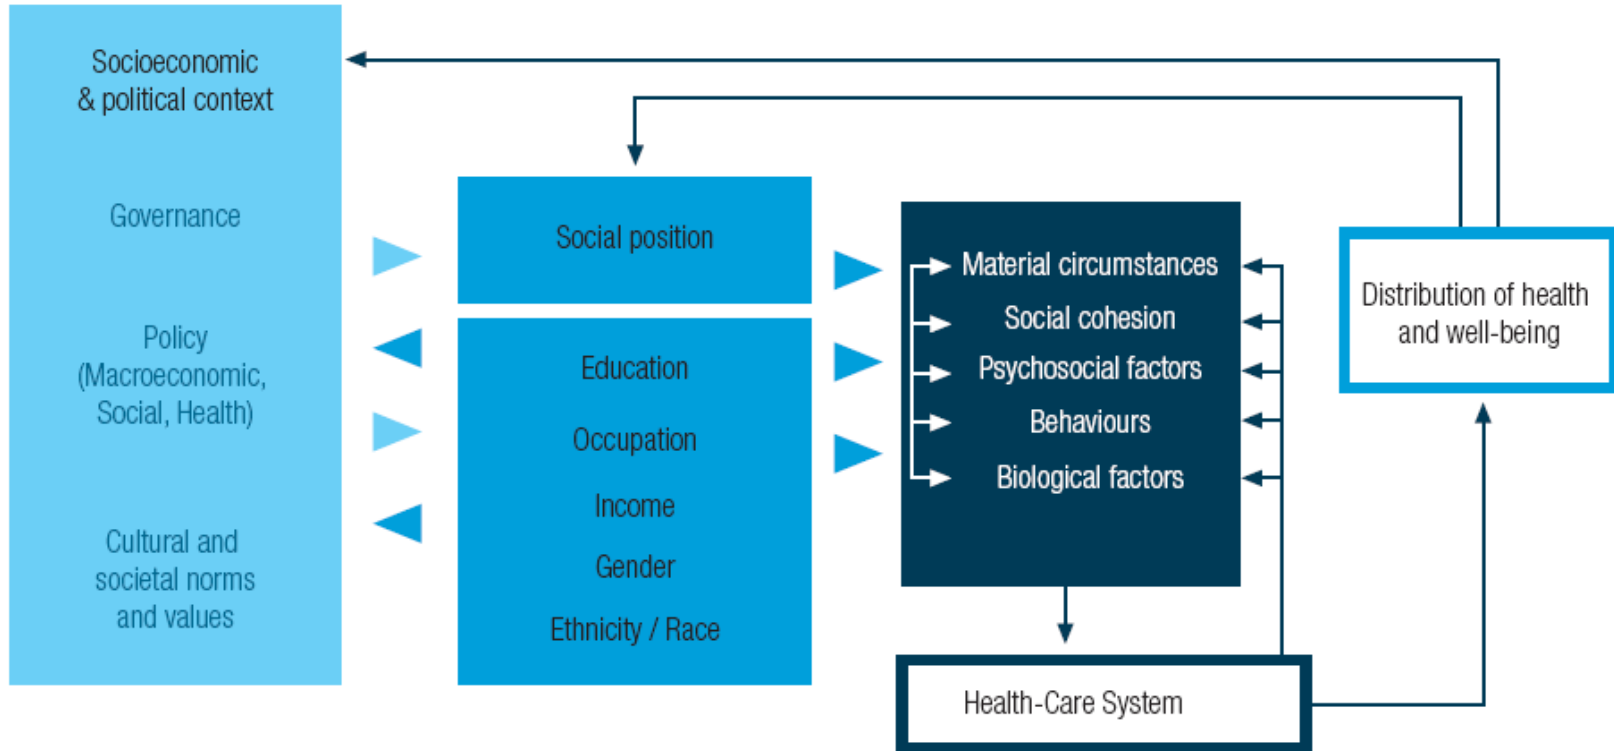 Socioeconomic
& political context
Governance
Policy
(Macroeconomic,
Social, Health)
Cultural and
societal norms
and values
Social position
Education
Occupation
Income
Gender
Ethnicity / Race
Material circumstances
Social cohesion
Psychosocial factors
Behaviours
Biological factors
Health-Care System
Distribution of health
and well-being